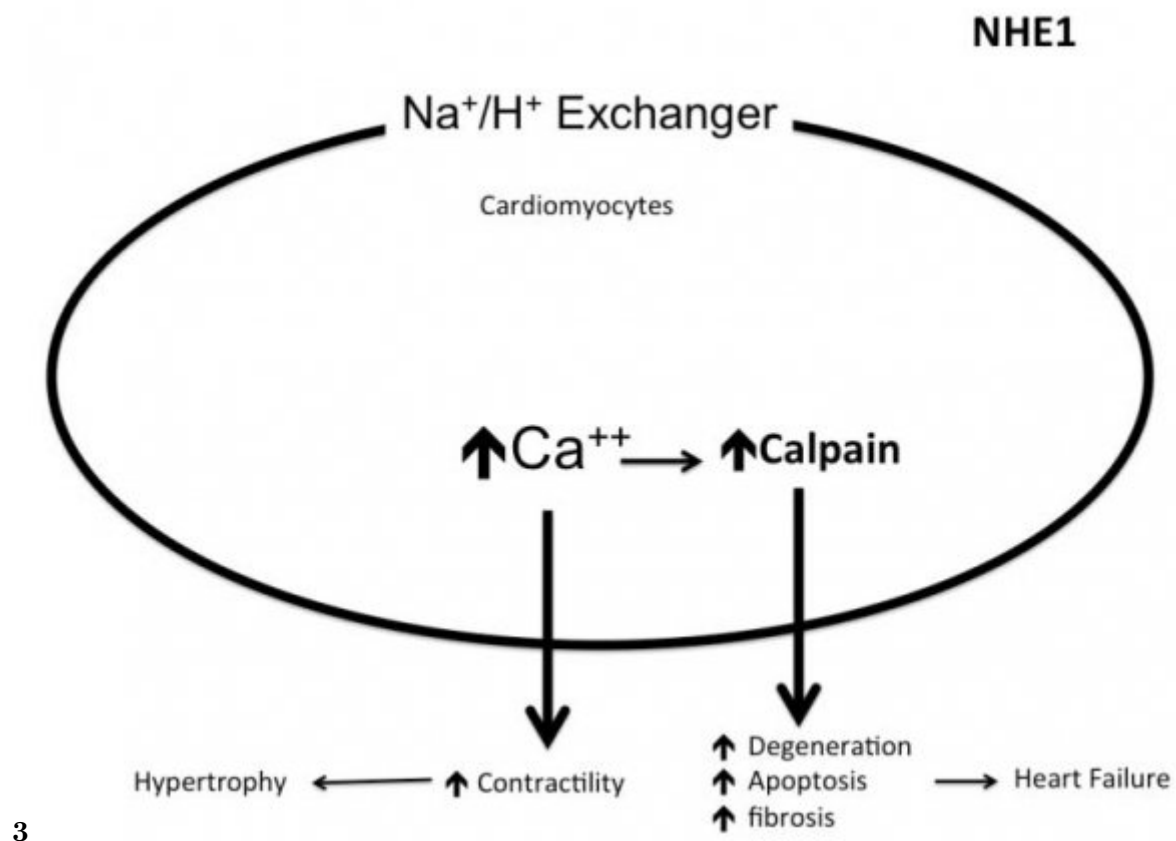 NHE1
Na⁺/H⁺ Exchanger
Cardiomyocytes
↑Ca⁺⁺ → ↑Calpain
Hypertrophy ← ↑ Contractility
↑ Degeneration
↑ Apoptosis → Heart Failure
↑ fibrosis
3